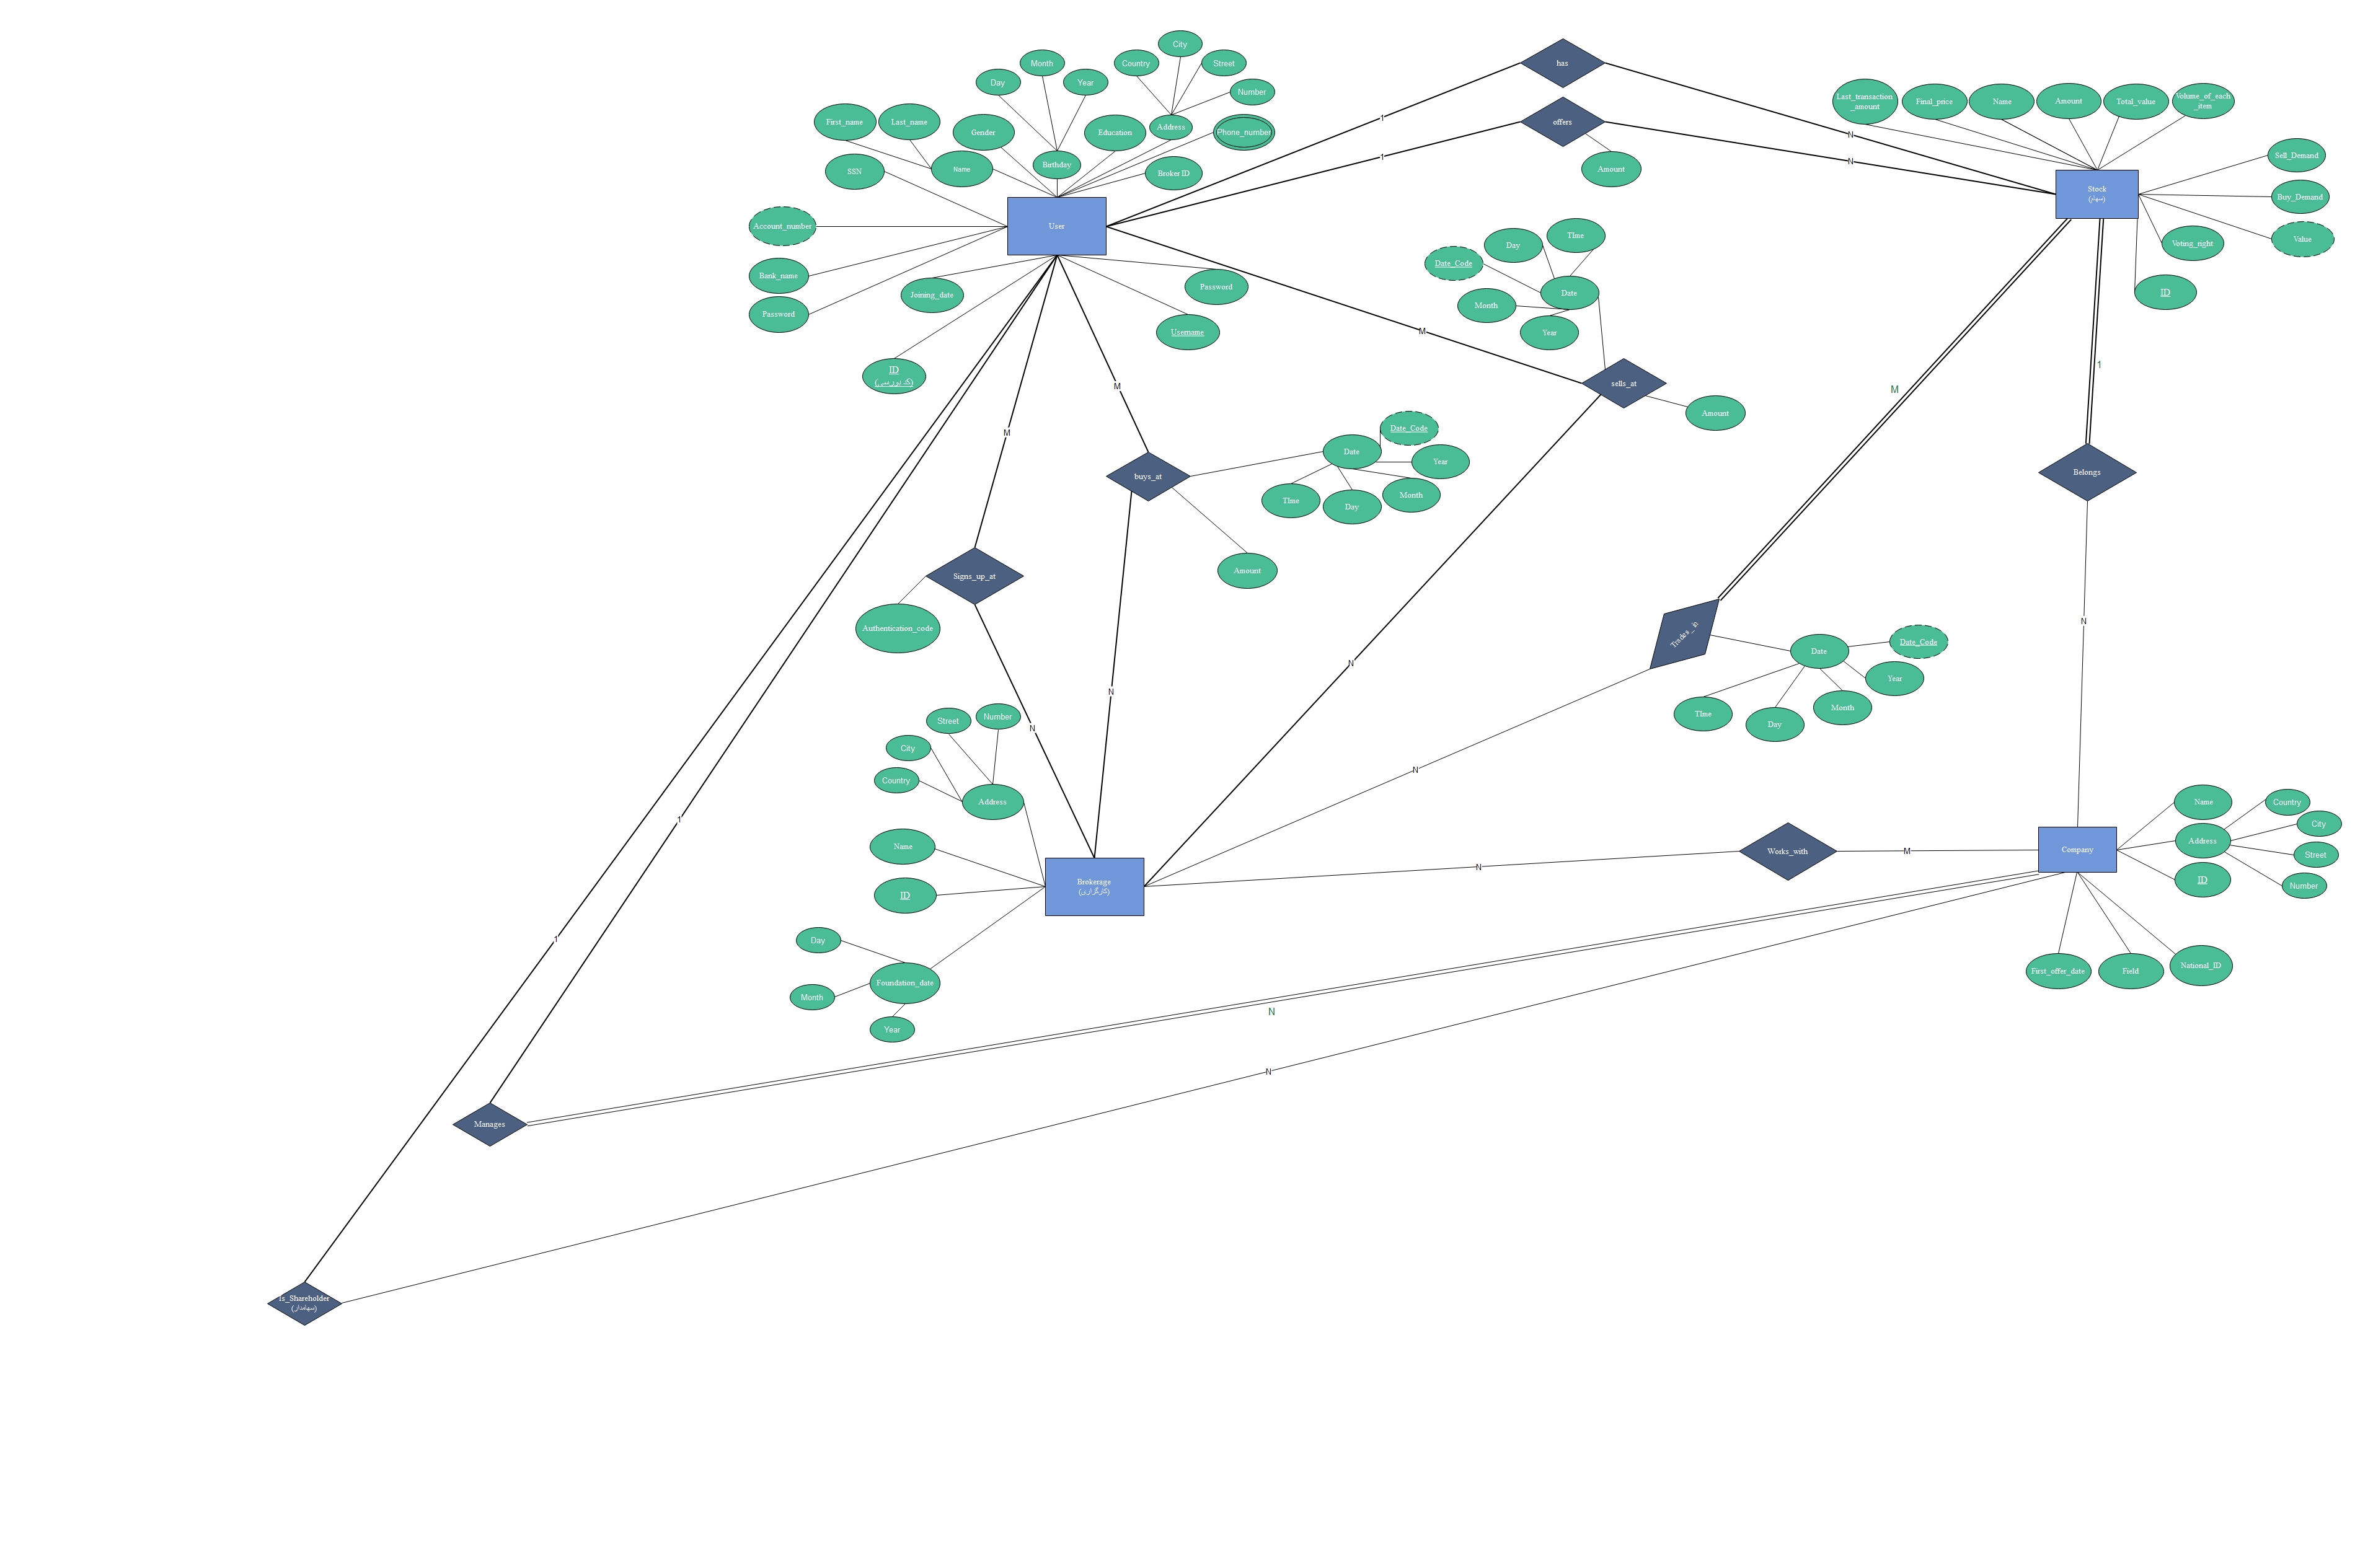 City
Country
Street
Month
Day
Year
Number
First_name
Last_name
Gender
Education
Address
Phone_number
SSN
Name
Birthday
Broker ID
Account_number
User
Bank_name
Password
Joining_date
Password
Username
ID
has
offers
Amount
1
1
N
N
Last_transaction
_amount
Final_price
Name
Amount
Total_value
Volume_of_each
_item
Sell_Demand
Buy_Demand
Value
Voting_right
ID
Stock
(سهام)
Date_Code
Day
TIme
Date
Month
Year
sells_at
Amount
M
M
M
M
1
buys_at
Date
Date_Code
Year
Month
Day
TIme
Amount
Belongs
Signs_up_at
Authentication_code
Trades_in
Date
Date_Code
Year
Month
Day
TIme
N
N
N
N
N
Street
Number
City
Country
Address
Name
ID
Brokerage
(کارگزاری)
Day
Month
Foundation_date
Year
N
Works_with
M
Company
Name
Address
Country
City
Street
Number
ID
First_offer_date
Field
National_ID
1
1
N
N
Manages
Is_Shareholder
(سهامدار)